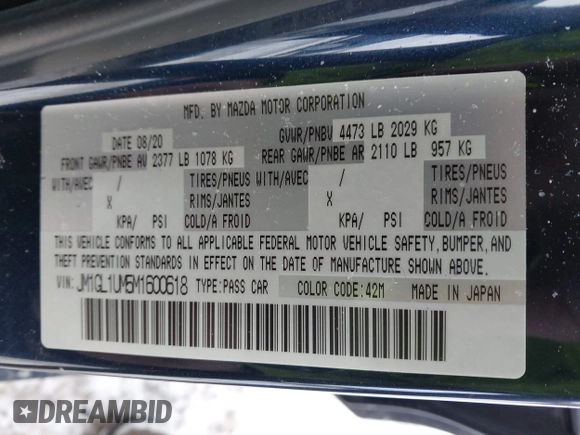 MFD. BY MAZDA MOTOR CORPORATION
DATE 08/20 GVWR/PNBV 4473 LB 2029 KG
FRONT GAWR/PNBE AV 2377 LB 1078 KG REAR GAWR/PNBE AR 2110 LB 957 KG
WITH/AVEC / TIRES/PNEUS WITH/AVEC / TIRES/PNEUS
X RIMS/JANTES X RIMS/JANTES
KPA/ PSI COLD/A FROID KPA/ PSI COLD/A FROID
THIS VEHICLE CONFORMS TO ALL APPLICABLE FEDERAL MOTOR VEHICLE SAFETY, BUMPER, AND
THEFT PREVENTION STANDARDS IN EFFECT ON THE DATE OF MANUFACTURE SHOWN ABOVE.
VIN: JM1GL1UM5M1600618 TYPE:PASS CAR COLOR CODE:42M MADE IN JAPAN
DREAMBID